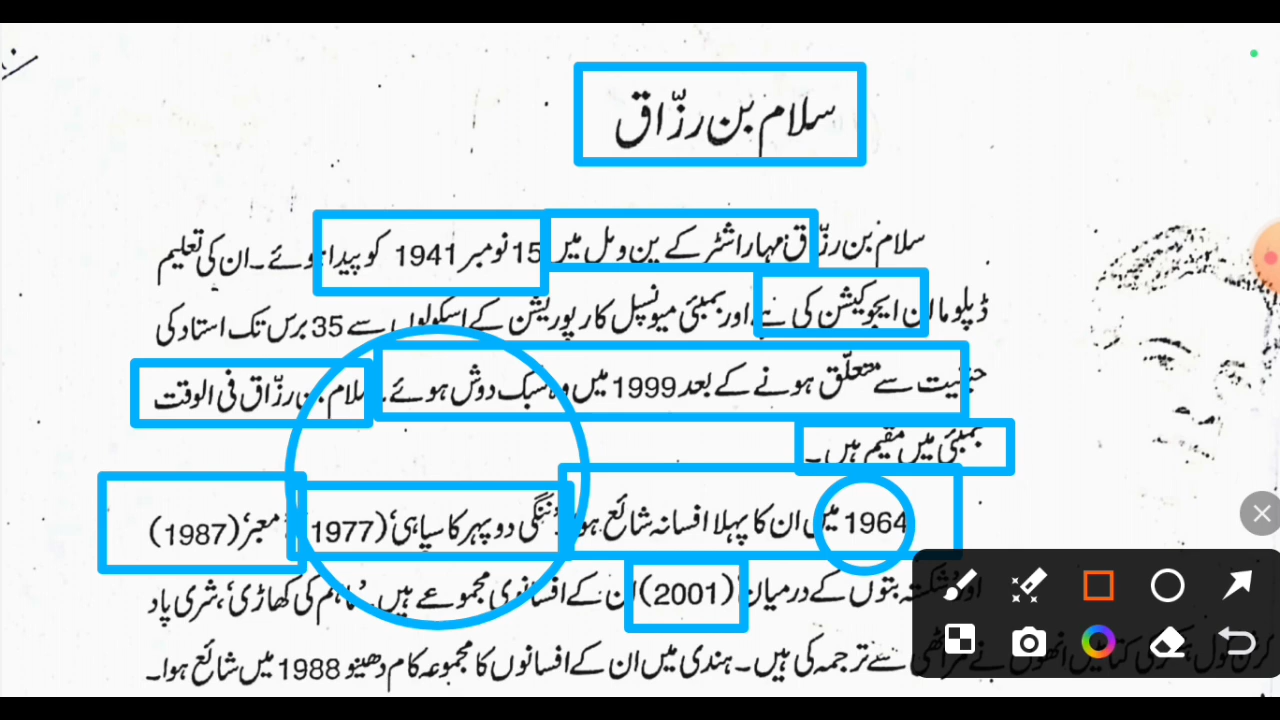 سلام بن رزّاق
سلام بن رزّاق مہاراشٹر کے پن ویل میں 15 نومبر 1941 کو پیدا ہوئے۔ ان کی تعلیم
ڈپلوما ان ایجوکیشن کی ہے اور بمبئی میونسپل کارپوریشن کے اسکولوں سے 35 برس تک استاد کی
حیثیت سے متعلّق ہونے کے بعد 1999 میں وہ سبک دوش ہوئے۔ سلام بن رزّاق فی الوقت
بمبئی میں مقیم ہیں۔
1964 میں ان کا پہلا افسانہ شائع ہوا۔ 'ننگی دوپہر کا سپاہی' (1977) 'معبر' (1987)
اور 'شکستہ بتوں کے درمیان' (2001) ان کے افسانوی مجموعے ہیں۔ 'ماہم کی کھاڑی'، شری پاد
سے ترجمہ کی ہیں۔ ہندی میں ان کے افسانوں کا مجموعہ کام دھینو 1988 میں شائع ہوا۔